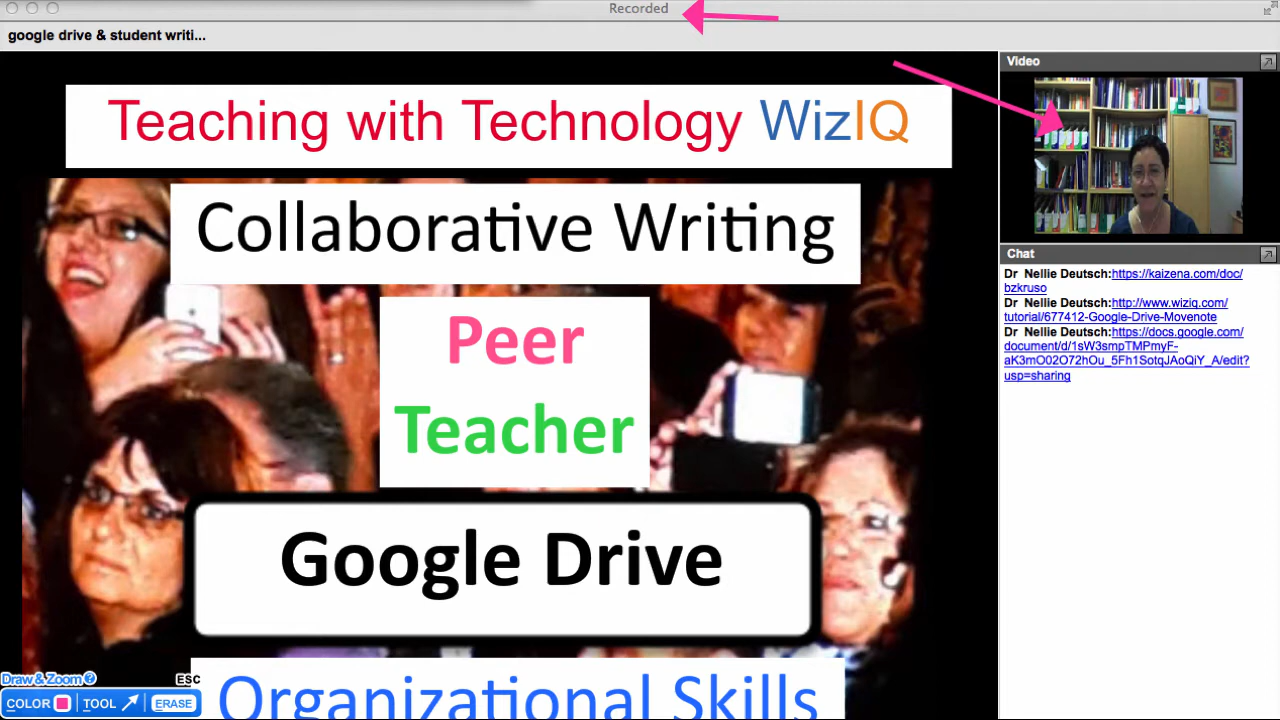 Recorded
google drive & student writi...
Teaching with Technology WizIQ
Collaborative Writing
Peer
Teacher
Google Drive
Organizational Skills
Video
Chat
Dr Nellie Deutsch:https://kaizena.com/doc/
bzkruso
Dr Nellie Deutsch:http://www.wiziq.com/
tutorial/677412-Google-Drive-Movenote
Dr Nellie Deutsch:https://docs.google.com/
document/d/1sW3smpTMPmyF-
aK3mO02O72hOu_5Fh1SotqJAoQiY_A/edit?
usp=sharing
Draw & Zoom ?
ESC
COLOR TOOL ERASE